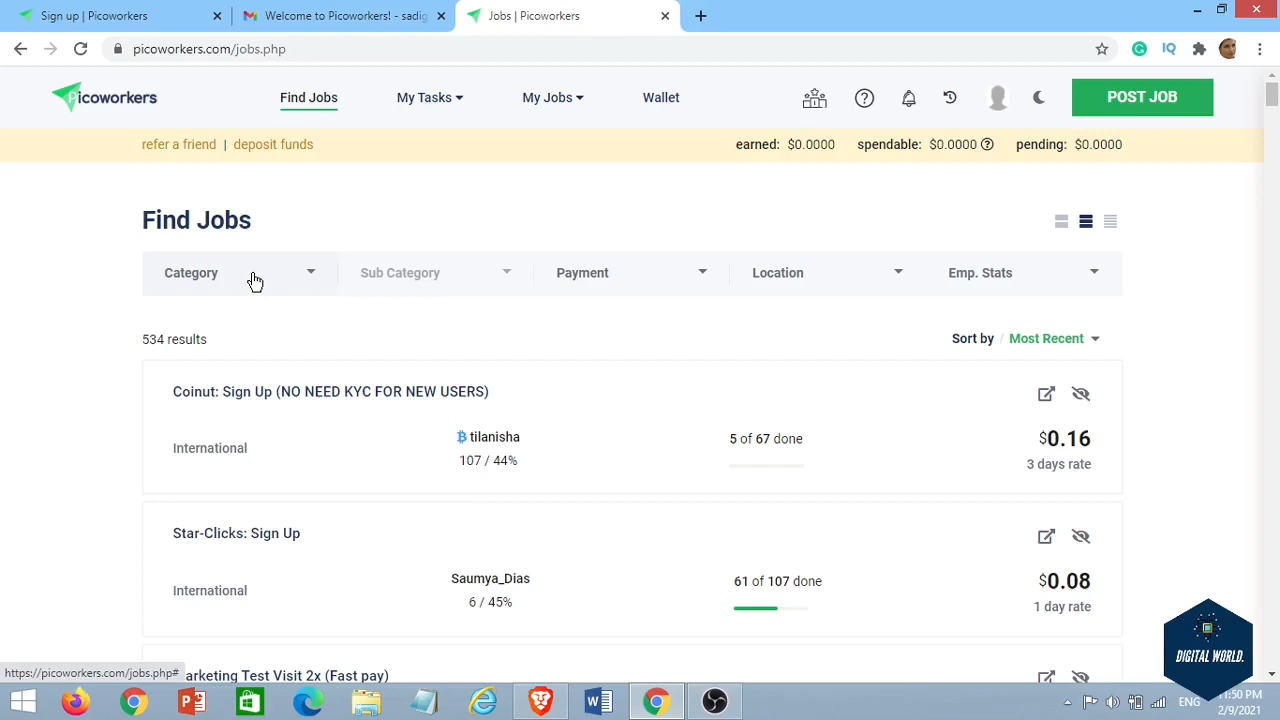 Sign up | Picoworkers
Welcome to Picoworkers! - sadig
Jobs | Picoworkers
picoworkers.com/jobs.php
IQ
Picoworkers
Find Jobs
My Tasks
My Jobs
Wallet
POST JOB
refer a friend | deposit funds
earned: $0.0000 spendable: $0.0000 pending: $0.0000
Find Jobs
Category
Sub Category
Payment
Location
Emp. Stats
534 results
Sort by / Most Recent
Coinut: Sign Up (NO NEED KYC FOR NEW USERS)
International
tilanisha
107 / 44%
5 of 67 done
$0.16
3 days rate
Star-Clicks: Sign Up
International
Saumya_Dias
6 / 45%
61 of 107 done
$0.08
1 day rate
arketing Test Visit 2x (Fast pay)
https://picoworkers.com/jobs.php#
DIGITAL WORLD.
ENG
11:50 PM
2/9/2021